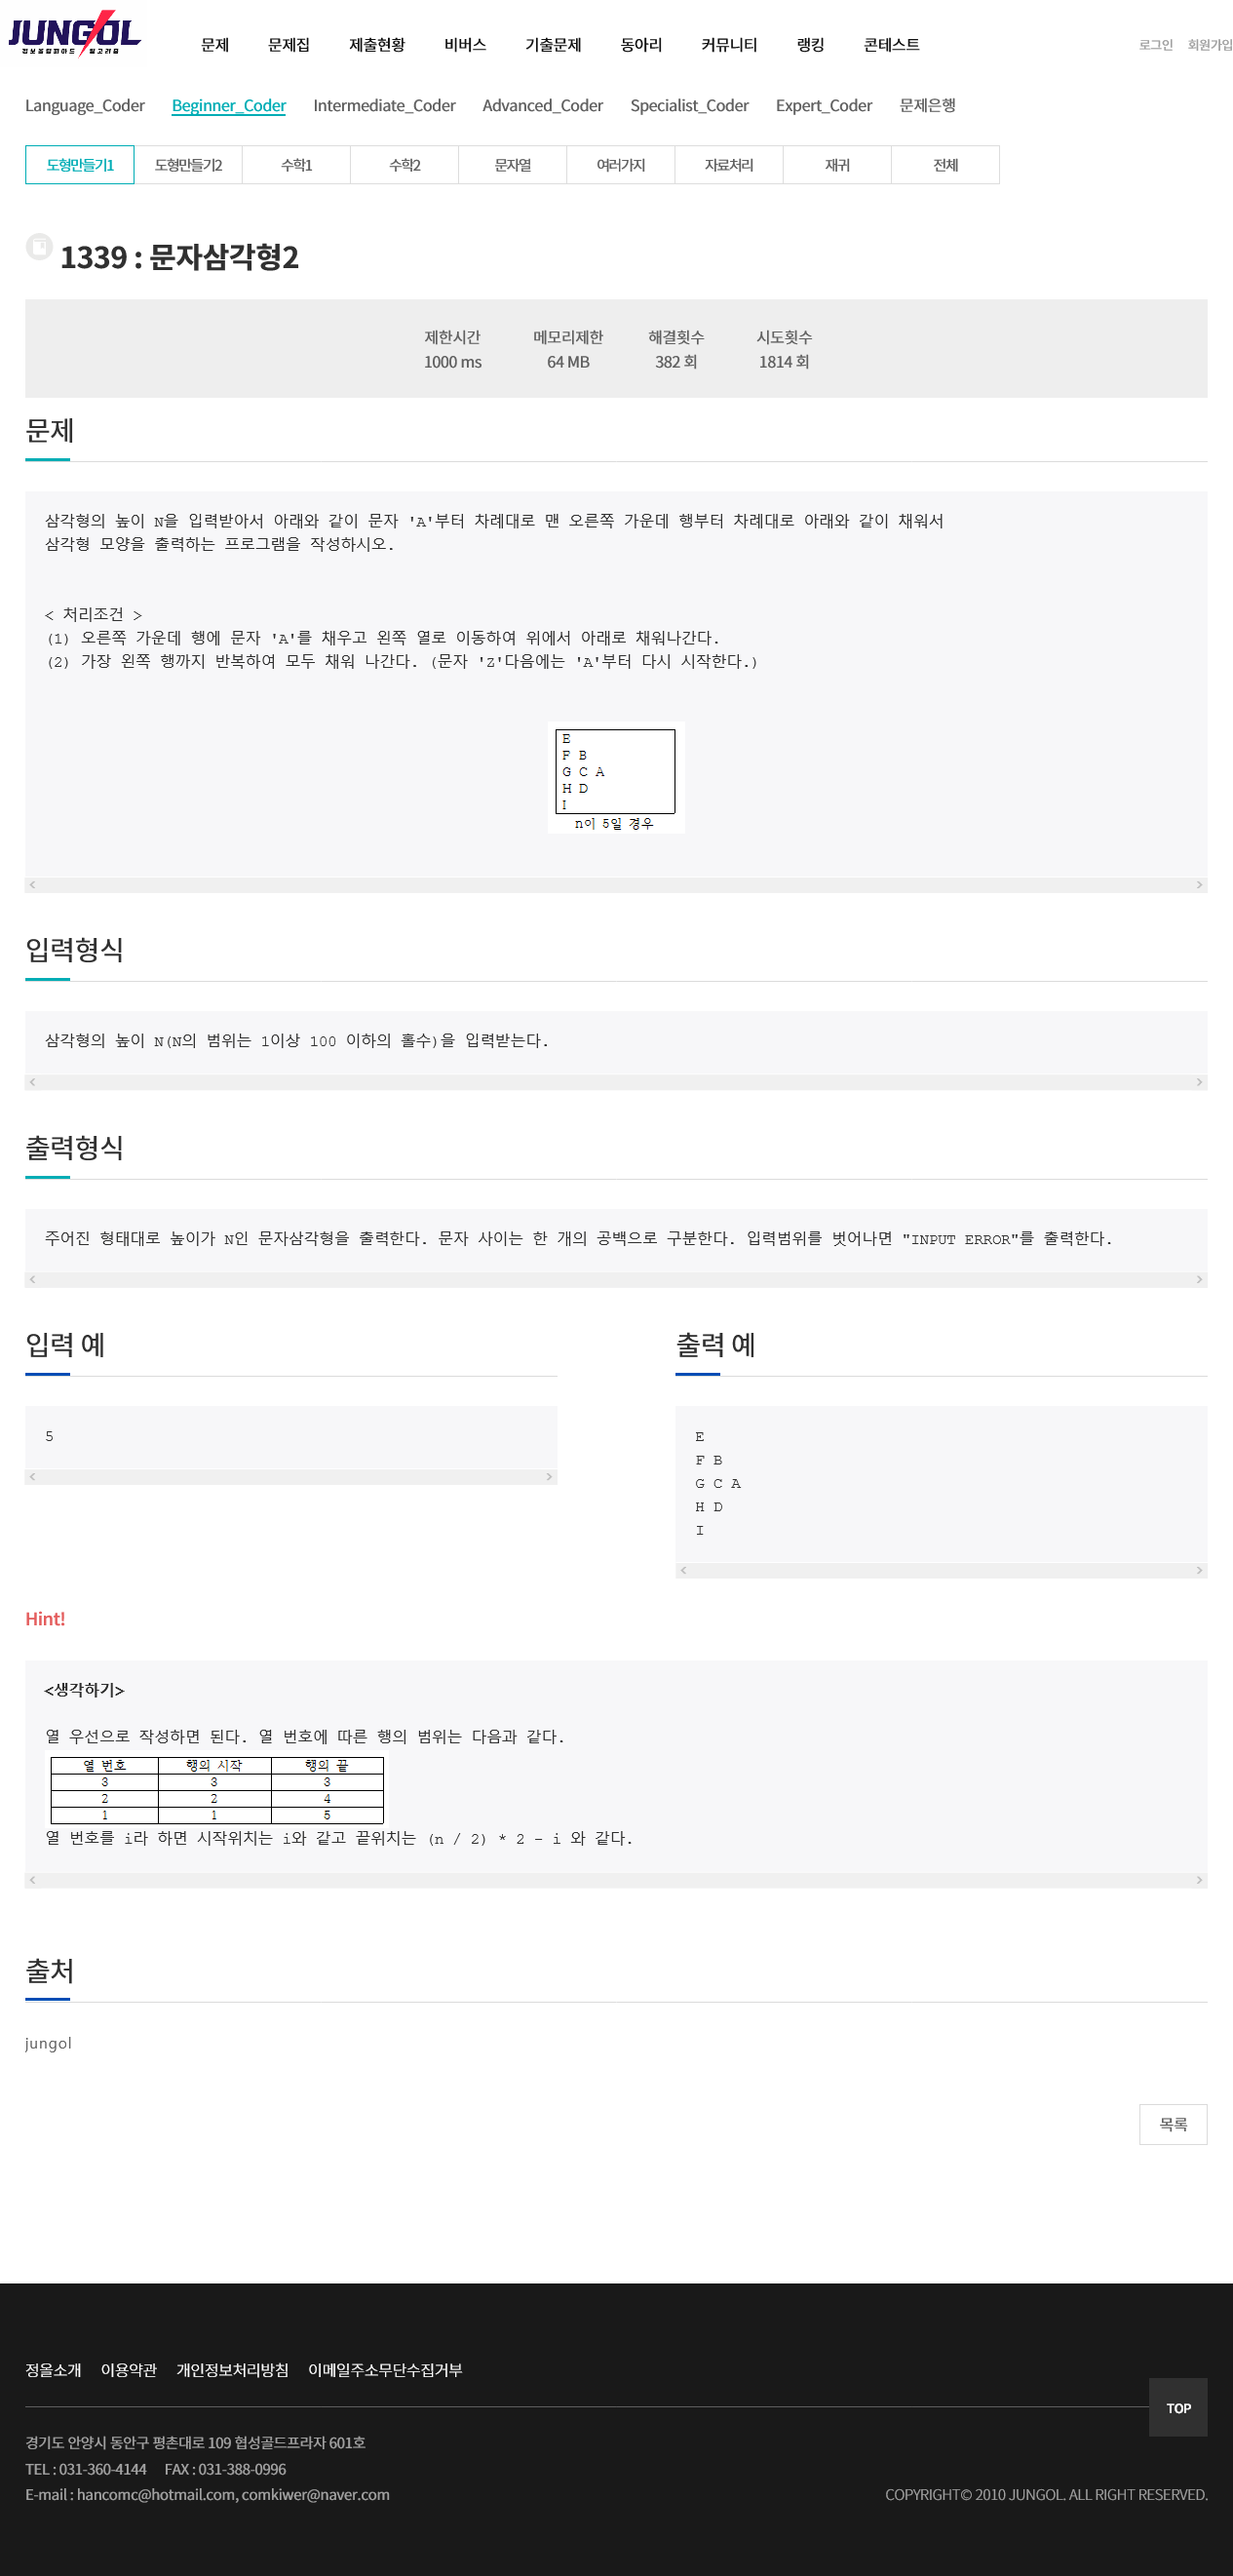 JUNGOL
정보올림피아드 & 알고리즘
문제 문제집 제출현황 비버스 기출문제 동아리 커뮤니티 랭킹 콘테스트 로그인 회원가입
Language_Coder Beginner_Coder Intermediate_Coder Advanced_Coder Specialist_Coder Expert_Coder 문제은행
도형만들기1 도형만들기2 수학1 수학2 문자열 여러가지 자료처리 재귀 전체
1339 : 문자삼각형2
제한시간 메모리제한 해결횟수 시도횟수
1000 ms 64 MB 382 회 1814 회
문제
삼각형의 높이 N을 입력받아서 아래와 같이 문자 'A'부터 차례대로 맨 오른쪽 가운데 행부터 차례대로 아래와 같이 채워서
삼각형 모양을 출력하는 프로그램을 작성하시오.
< 처리조건 >
(1) 오른쪽 가운데 행에 문자 'A'를 채우고 왼쪽 열로 이동하여 위에서 아래로 채워나간다.
(2) 가장 왼쪽 행까지 반복하여 모두 채워 나간다. (문자 'Z'다음에는 'A'부터 다시 시작한다.)
E
F B
G C A
H D
I
n이 5일 경우
입력형식
삼각형의 높이 N(N의 범위는 1이상 100 이하의 홀수)을 입력받는다.
출력형식
주어진 형태대로 높이가 N인 문자삼각형을 출력한다. 문자 사이는 한 개의 공백으로 구분한다. 입력범위를 벗어나면 "INPUT ERROR"를 출력한다.
입력 예
5
출력 예
E
F B
G C A
H D
I
Hint!
<생각하기>
열 우선으로 작성하면 된다. 열 번호에 따른 행의 범위는 다음과 같다.
열 번호 행의 시작 행의 끝
3 3 3
2 2 4
1 1 5
열 번호를 i라 하면 시작위치는 i와 같고 끝위치는 (n / 2) * 2 - i 와 같다.
출처
jungol
목록
정올소개 이용약관 개인정보처리방침 이메일주소무단수집거부
TOP
경기도 안양시 동안구 평촌대로 109 협성골드프라자 601호
TEL : 031-360-4144 FAX : 031-388-0996
E-mail : hancomc@hotmail.com, comkiwer@naver.com COPYRIGHT© 2010 JUNGOL. ALL RIGHT RESERVED.